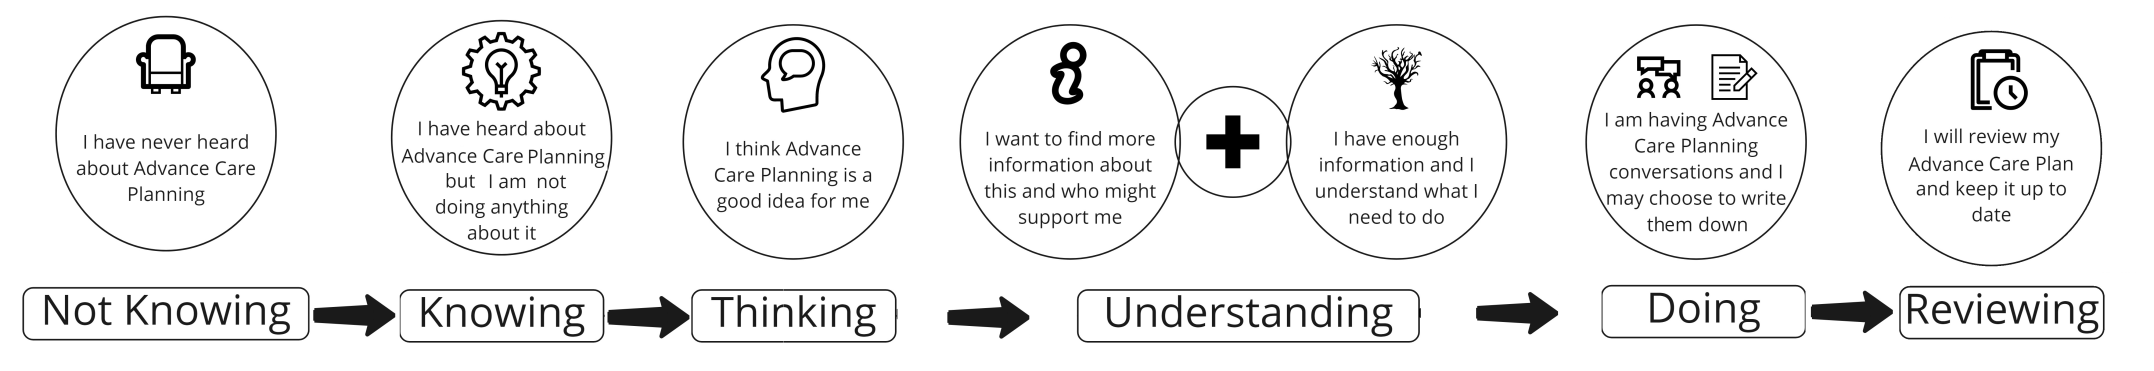 I have never heard
about Advance Care
Planning
I have heard about
Advance Care Planning
but I am not
doing anything
about it
I think Advance
Care Planning is a
good idea for me
I want to find more
information about
this and who might
support me
I have enough
information and I
understand what I
need to do
I am having Advance
Care Planning
conversations and I
may choose to write
them down
I will review my
Advance Care Plan
and keep it up to
date
Not Knowing
Knowing
Thinking
Understanding
Doing
Reviewing